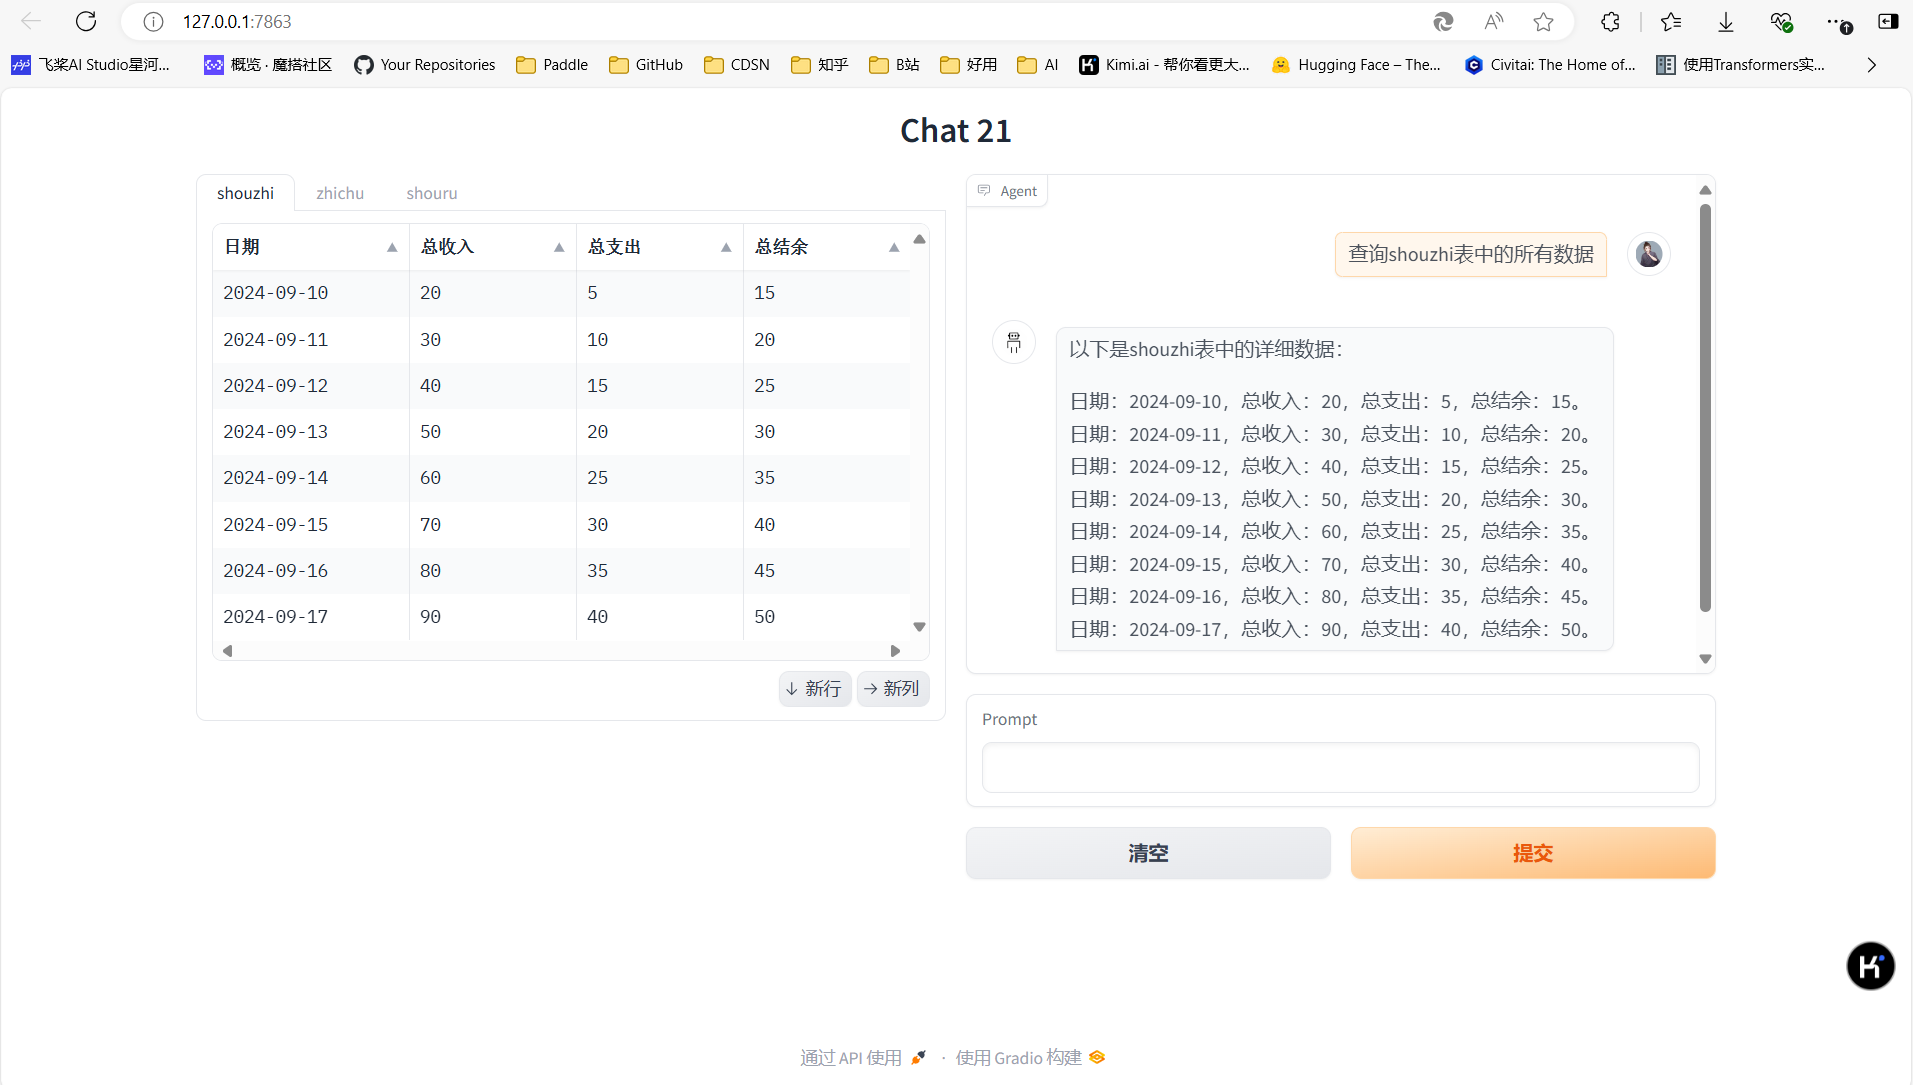 127.0.0.1:7863
飞桨AI Studio星河... 概览 · 魔搭社区 Your Repositories Paddle GitHub CDSN 知乎 B站 好用 AI Kimi.ai - 帮你看更大... Hugging Face – The... Civitai: The Home of... 使用Transformers实...
Chat 21
shouzhi zhichu shouru
日期 总收入 总支出 总结余
2024-09-10 20 5 15
2024-09-11 30 10 20
2024-09-12 40 15 25
2024-09-13 50 20 30
2024-09-14 60 25 35
2024-09-15 70 30 40
2024-09-16 80 35 45
2024-09-17 90 40 50
↓ 新行 → 新列
Agent
查询shouzhi表中的所有数据
以下是shouzhi表中的详细数据：
日期：2024-09-10，总收入：20，总支出：5，总结余：15。
日期：2024-09-11，总收入：30，总支出：10，总结余：20。
日期：2024-09-12，总收入：40，总支出：15，总结余：25。
日期：2024-09-13，总收入：50，总支出：20，总结余：30。
日期：2024-09-14，总收入：60，总支出：25，总结余：35。
日期：2024-09-15，总收入：70，总支出：30，总结余：40。
日期：2024-09-16，总收入：80，总支出：35，总结余：45。
日期：2024-09-17，总收入：90，总支出：40，总结余：50。
Prompt
清空 提交
通过 API 使用 · 使用 Gradio 构建